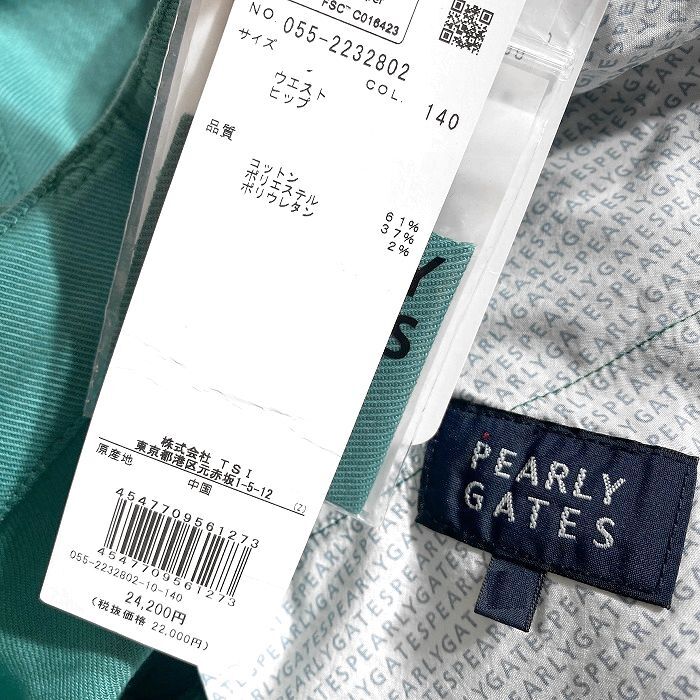 FSC™ C016423
NO. 055-2232802
サイズ COL. 140
ウエスト
ヒップ
品質
コットン 61%
ポリエステル 37%
ポリウレタン 2%
株式会社 TSI
東京都港区元赤坂1-5-12
原産地 中国 (Z)
4547709561273
4547709561273
055-2232802-10-140
24,200円
(税抜価格 22,000円)
Y
S
PEARLY
GATES
PEARLYGATESPEARLYGATES